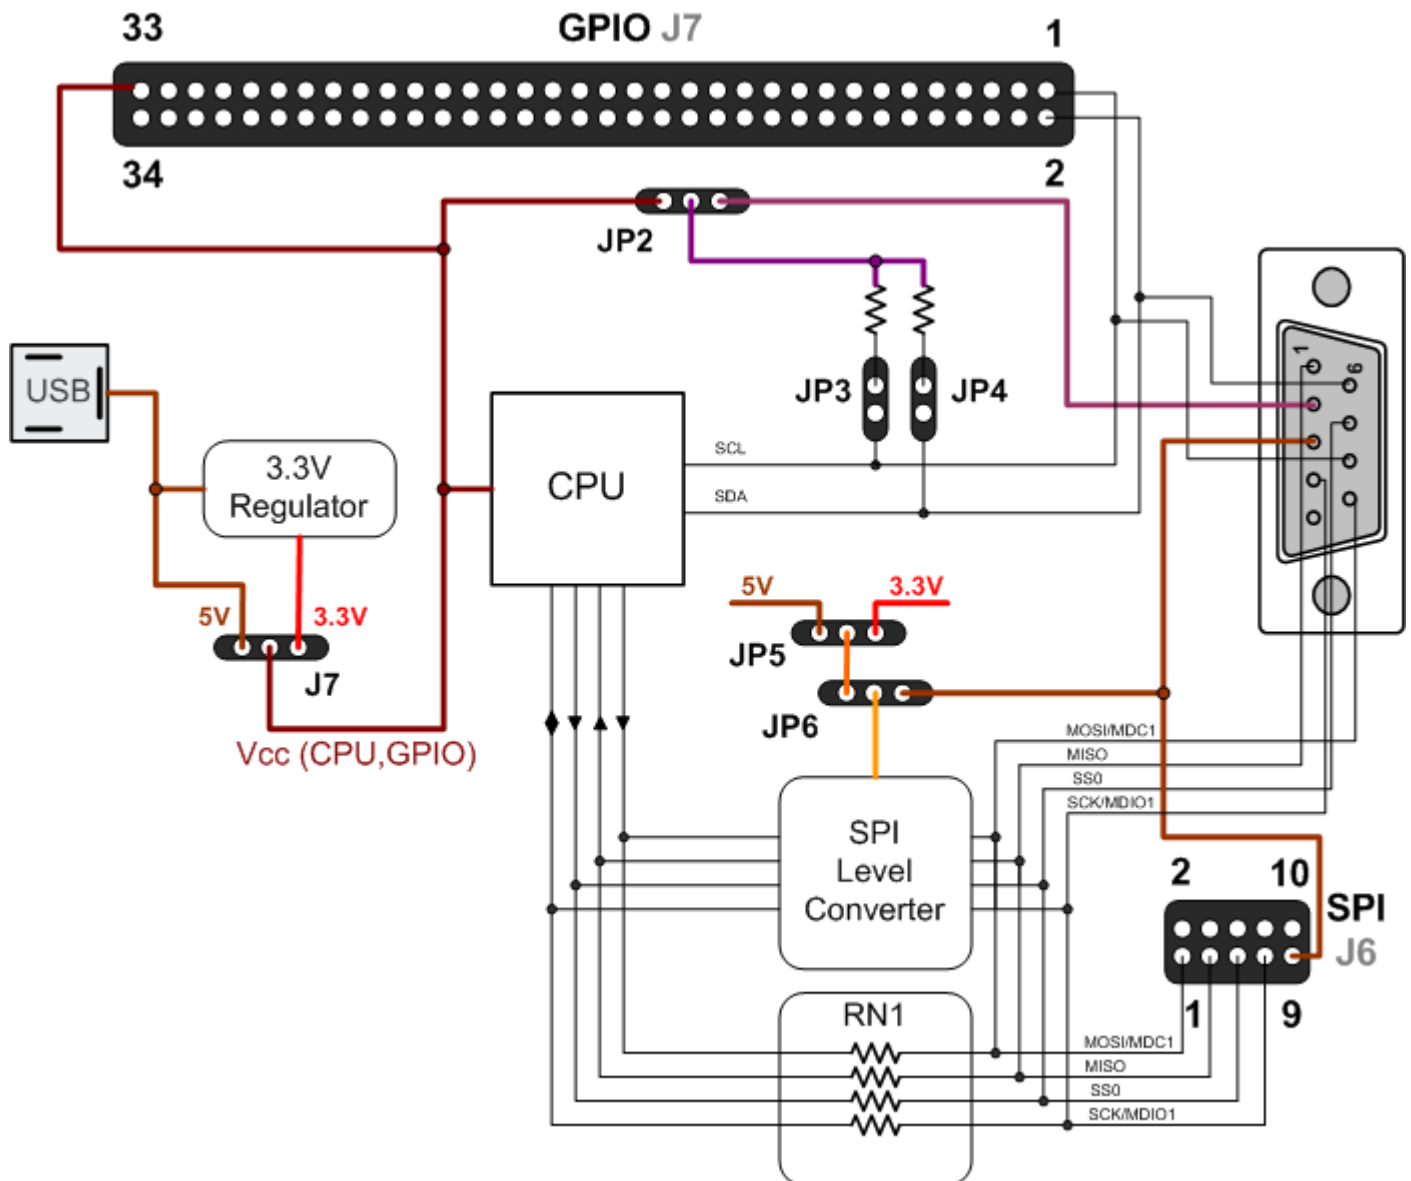 33
GPIO J7
1
34
2
JP2
USB
3.3V
Regulator
5V
3.3V
J7
Vcc (CPU,GPIO)
CPU
JP3
JP4
SCL
SDA
1
6
5V
3.3V
JP5
JP6
MOSI/MDC1
MISO
SS0
SCK/MDIO1
SPI
Level
Converter
2
10
SPI
J6
1
9
RN1
MOSI/MDC1
MISO
SS0
SCK/MDIO1